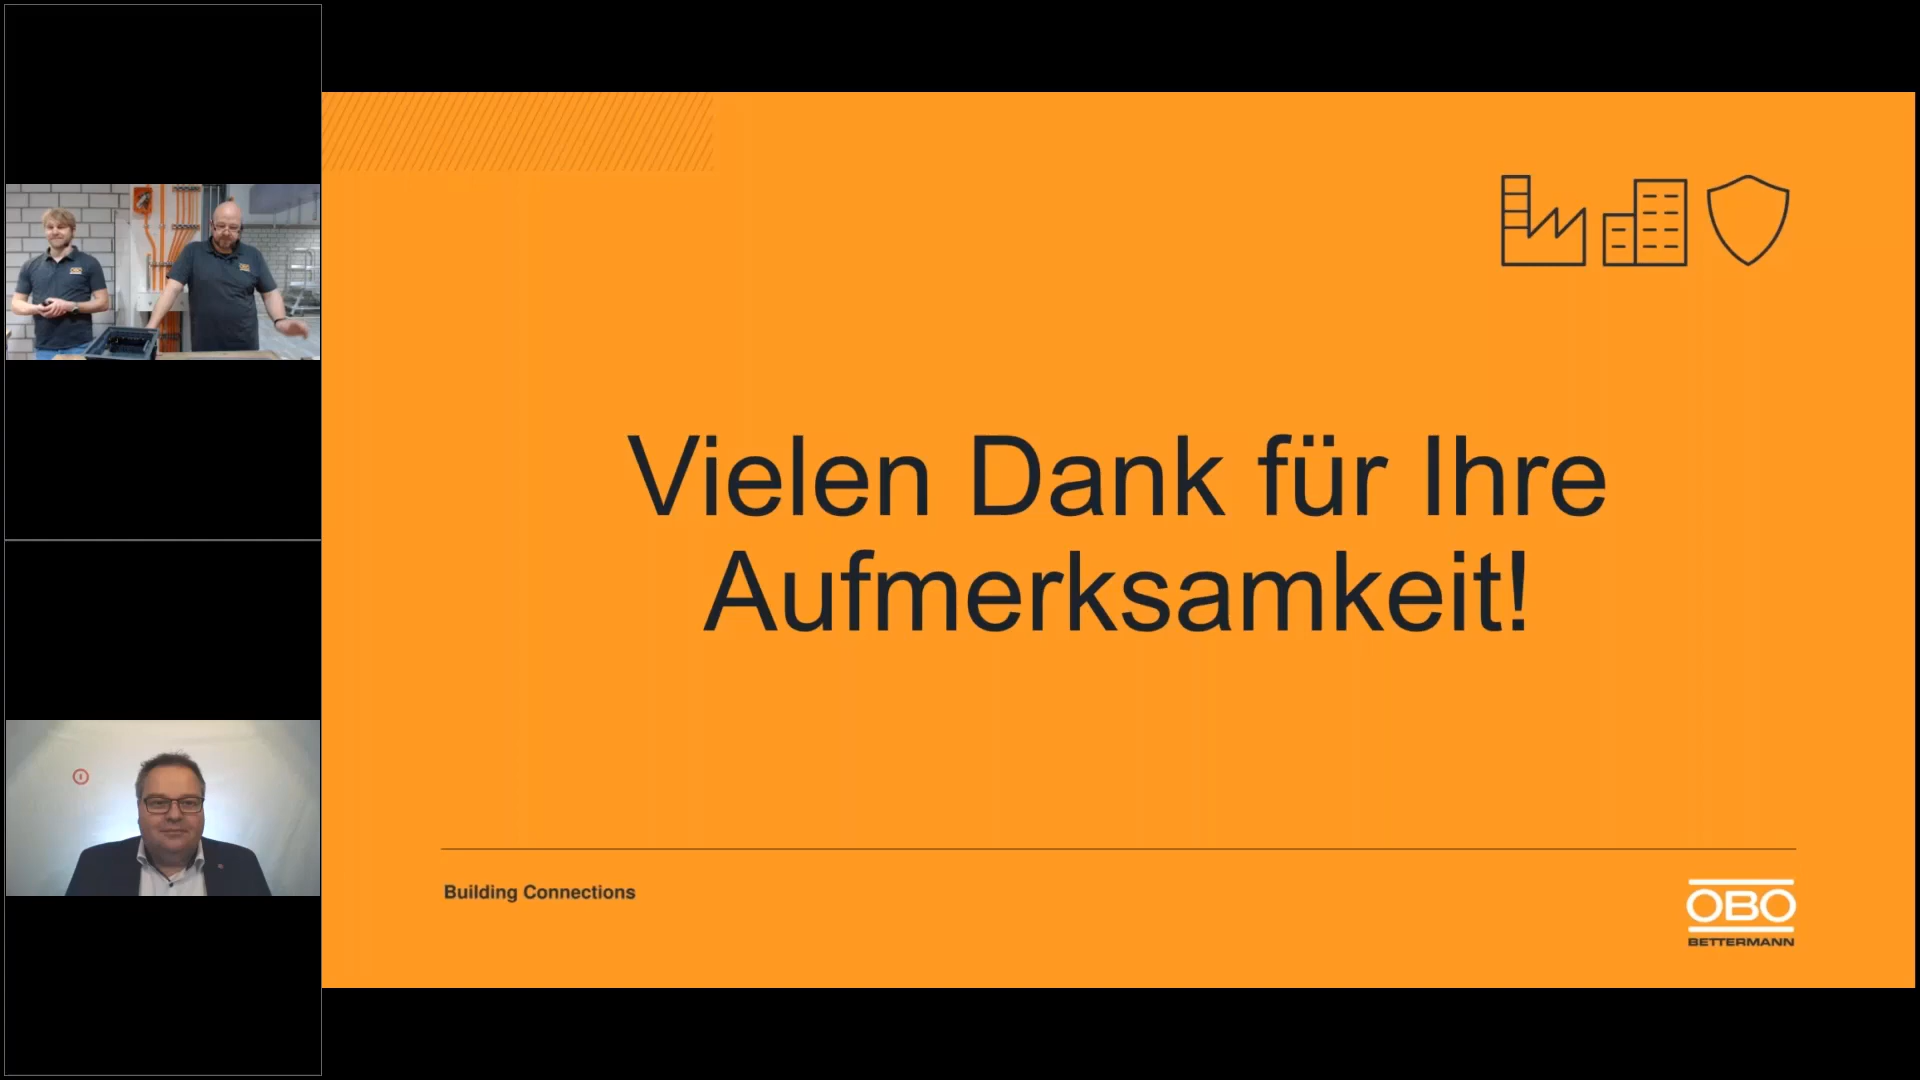 Vielen Dank für Ihre
Aufmerksamkeit!
Building Connections
OBO
BETTERMANN